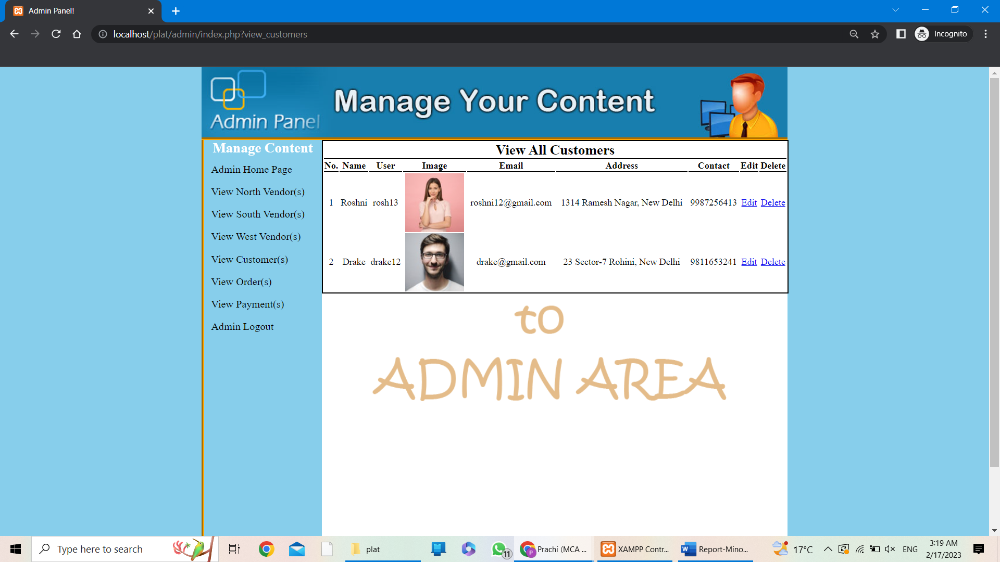 Admin Panel!
localhost/plat/admin/index.php?view_customers
Incognito
Admin Panel
Manage Your Content
Manage Content
Admin Home Page
View North Vendor(s)
View South Vendor(s)
View West Vendor(s)
View Customer(s)
View Order(s)
View Payment(s)
Admin Logout
View All Customers
No. Name User Image Email Address Contact Edit Delete
1 Roshni rosh13 roshni12@gmail.com 1314 Ramesh Nagar, New Delhi 9987256413 Edit Delete
2 Drake drake12 drake@gmail.com 23 Sector-7 Rohini, New Delhi 9811653241 Edit Delete
to
ADMIN AREA
Type here to search
plat
11
P
Prachi (MCA ...
XAMPP Contr...
W
Report-Mino...
17°C
ENG
3:19 AM
2/17/2023